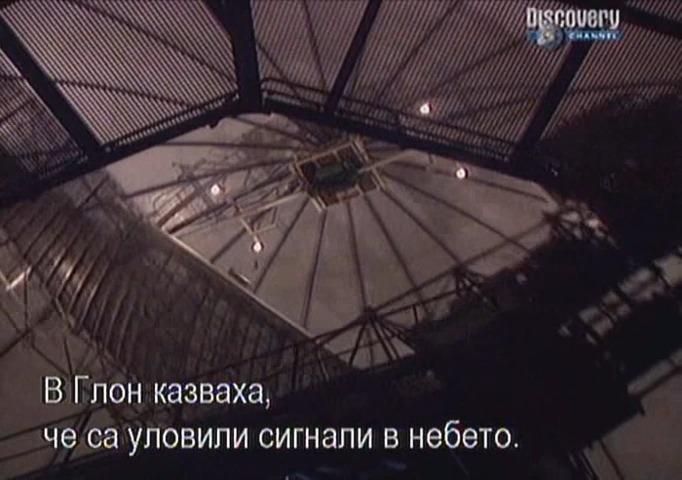 Discovery
CHANNEL
В Глон казваха,
че са уловили сигнали в небето.